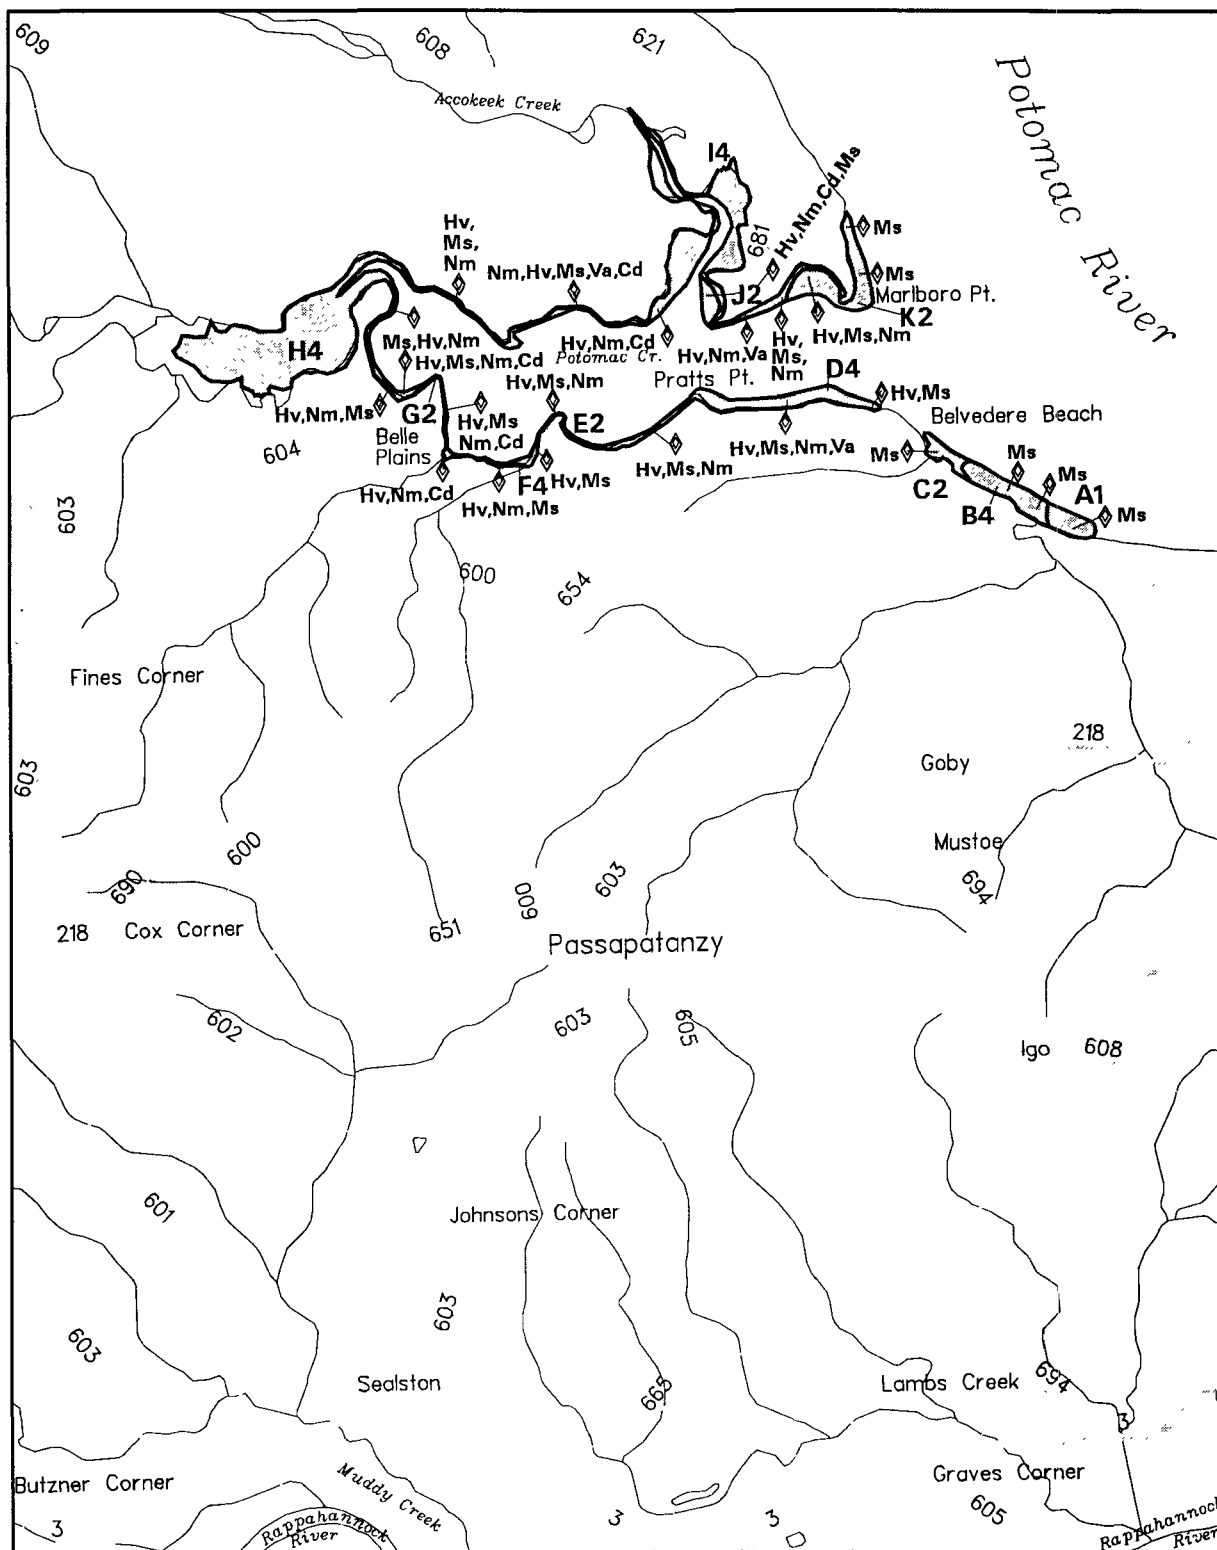 609
608
621
Potomac River
Accokeek Creek
I4
Hv,Nm,Cd,Ms
681
Ms
Hv,
Ms,
Nm
Nm,Hv,Ms,Va,Cd
Ms
J2
Marlboro Pt.
K2
H4
Ms,Hv,Nm
Hv,Nm,Cd
Hv,Nm,Va
Hv,
Ms,
Nm
Hv,Ms,Nm
Hv,Ms,Nm,Cd
Potomac Cr.
Pratts Pt.
D4
Hv,Ms,Nm
Hv,Ms
Hv,Nm,Ms
G2
Hv,Ms
Nm,Cd
E2
Belvedere Beach
Belle
Plains
604
Hv,Ms,Nm
Hv,Ms,Nm,Va
Ms
Ms
Ms
C2
B4
A1
Ms
Hv,Nm,Cd
F4
Hv,Ms
Hv,Nm,Ms
603
600
654
Fines Corner
218
Goby
603
600
Mustoe
690
603
694
600
218
Cox Corner
651
Passapatanzy
602
603
605
Igo
608
601
Johnsons Corner
603
603
Sealston
665
Lambs Creek
694
3
Butzner Corner
Muddy Creek
Graves Corner
605
3
Rappahannock
River
3
3
Rappahannock
River